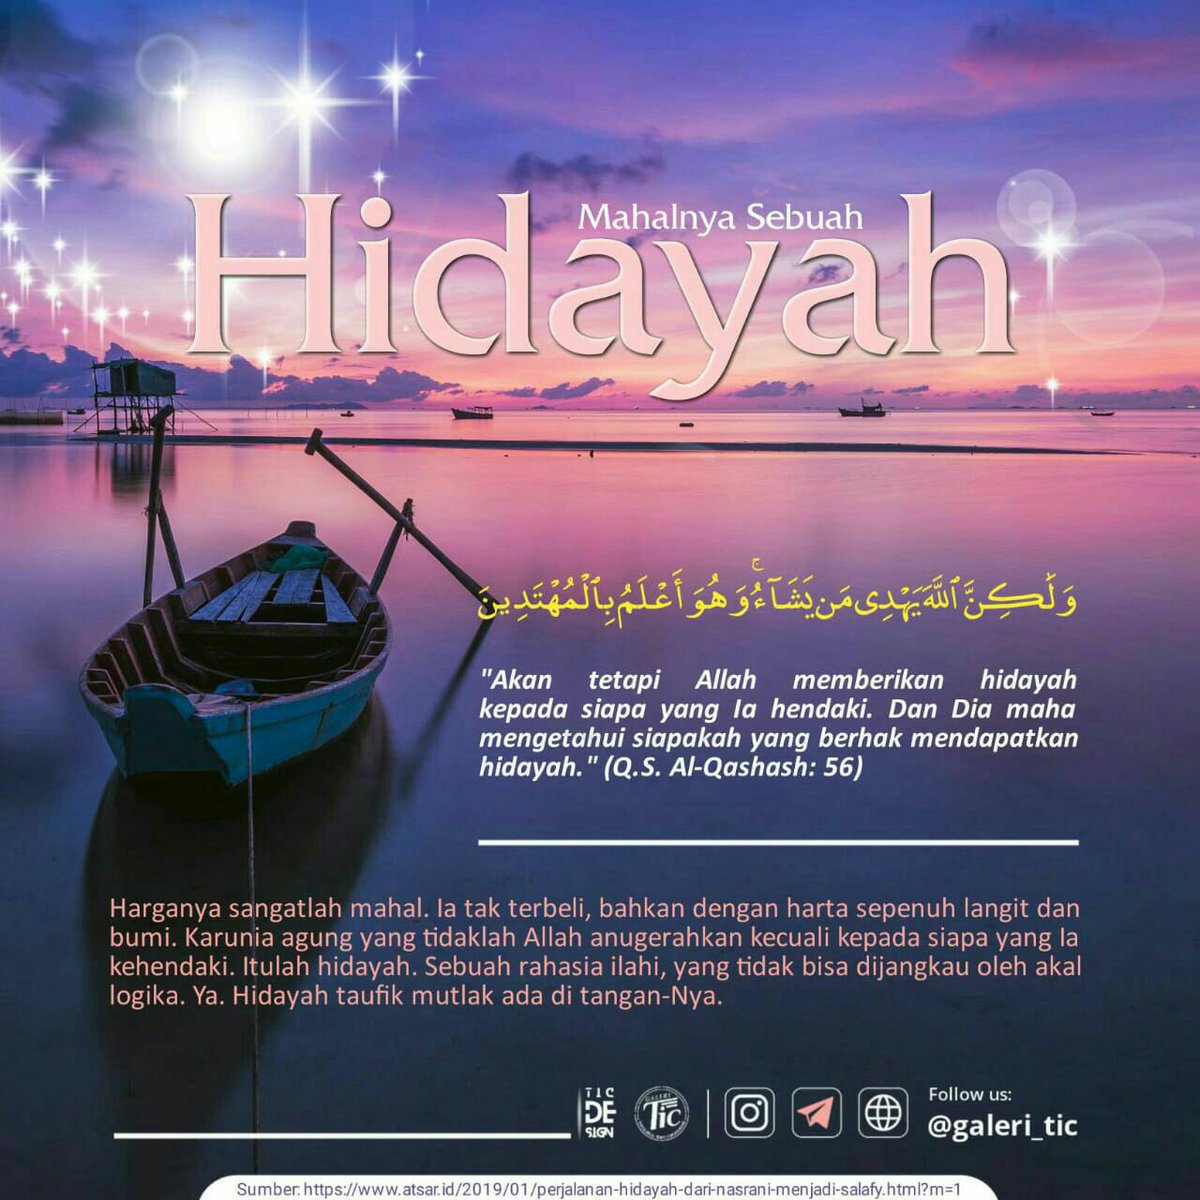 Mahalnya Sebuah
Hidayah
وَلَٰكِنَّ ٱللَّهَ يَهْدِى مَن يَشَآءُ ۚ وَهُوَ أَعْلَمُ بِٱلْمُهْتَدِينَ
"Akan tetapi Allah memberikan hidayah
kepada siapa yang Ia hendaki. Dan Dia maha
mengetahui siapakah yang berhak mendapatkan
hidayah." (Q.S. Al-Qashash: 56)
Harganya sangatlah mahal. Ia tak terbeli, bahkan dengan harta sepenuh langit dan
bumi. Karunia agung yang tidaklah Allah anugerahkan kecuali kepada siapa yang Ia
kehendaki. Itulah hidayah. Sebuah rahasia ilahi, yang tidak bisa dijangkau oleh akal
logika. Ya. Hidayah taufik mutlak ada di tangan-Nya.
TIC
DE
SIGN
GALERI
TiC
Follow us:
@galeri_tic
Sumber: https://www.atsar.id/2019/01/perjalanan-hidayah-dari-nasrani-menjadi-salafy.html?m=1